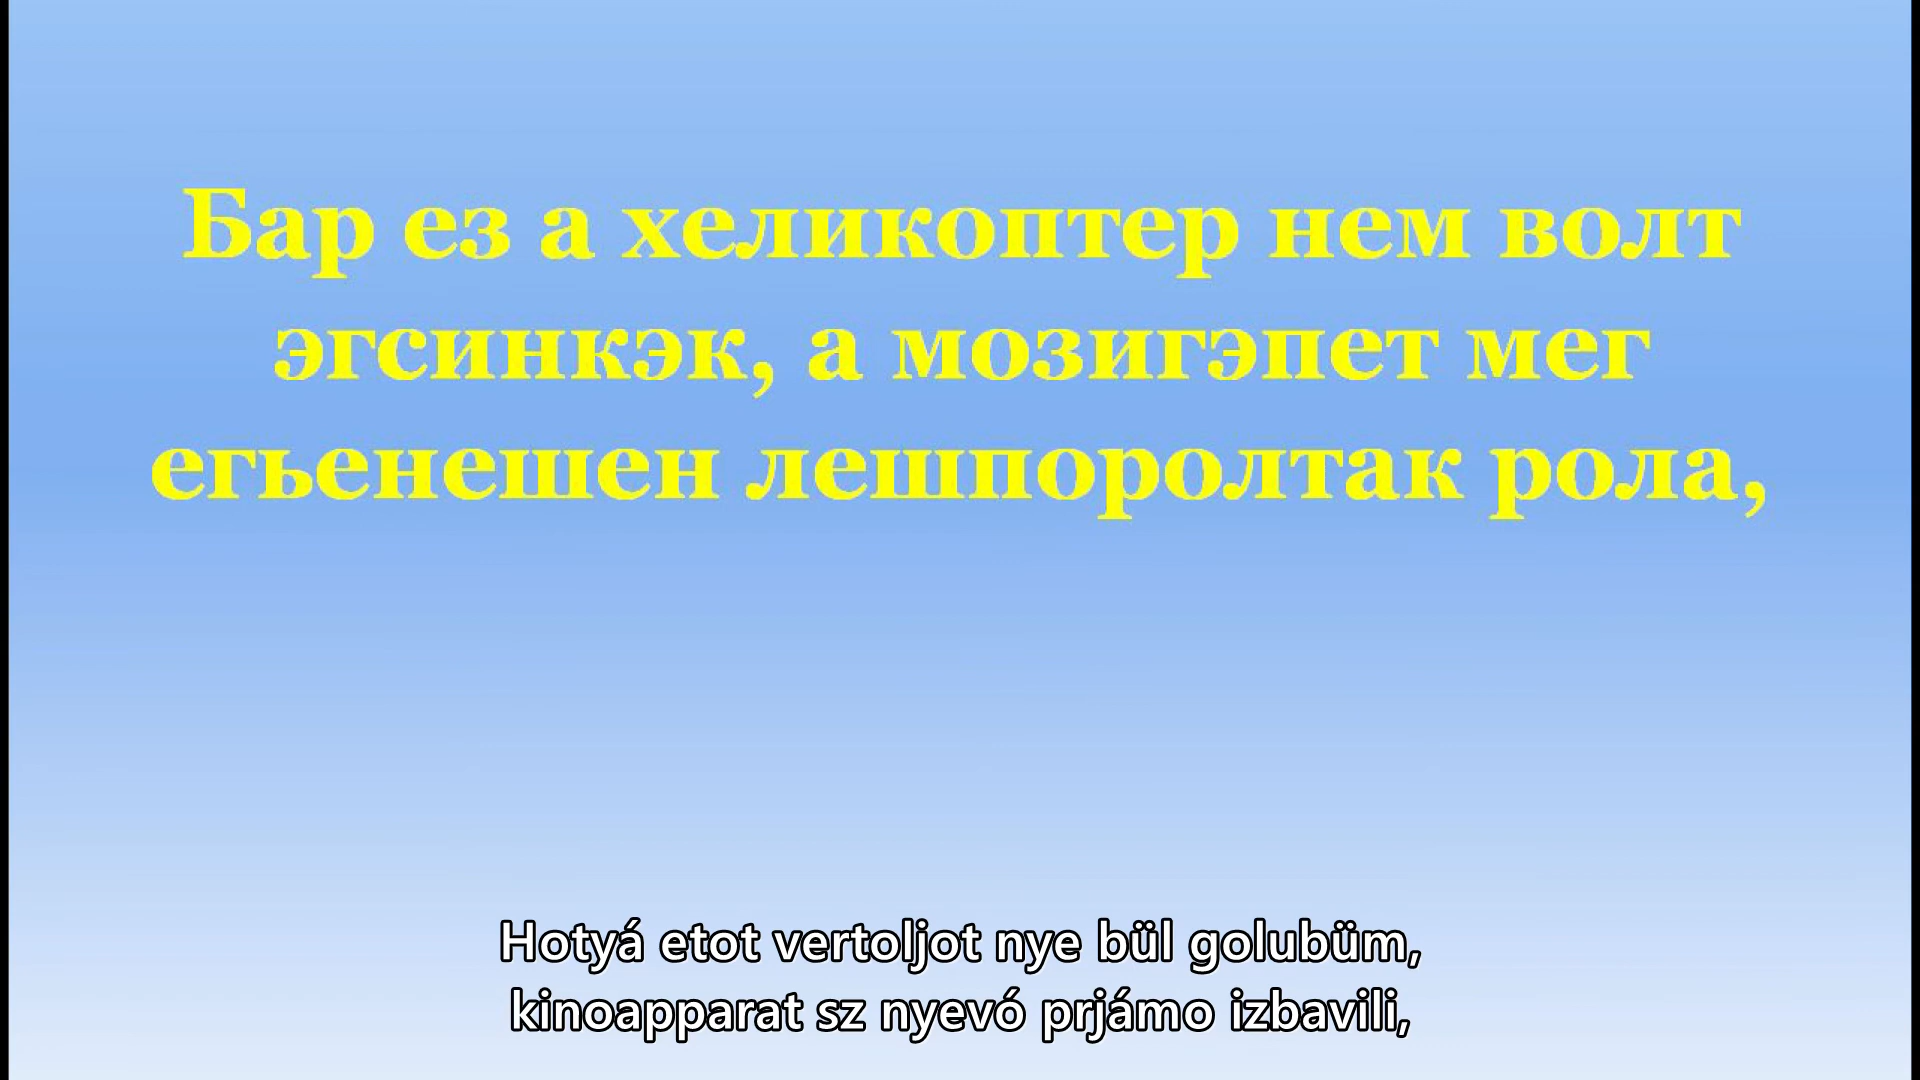 Бар ез а хеликоптер нем волт
эгсинкэк, а мозигэпет мег
егьенешен лешпоролтак рола,
Hotyá etot vertoljot nye bül golubüm,
kinoapparat sz nyevó prjámo izbavili,